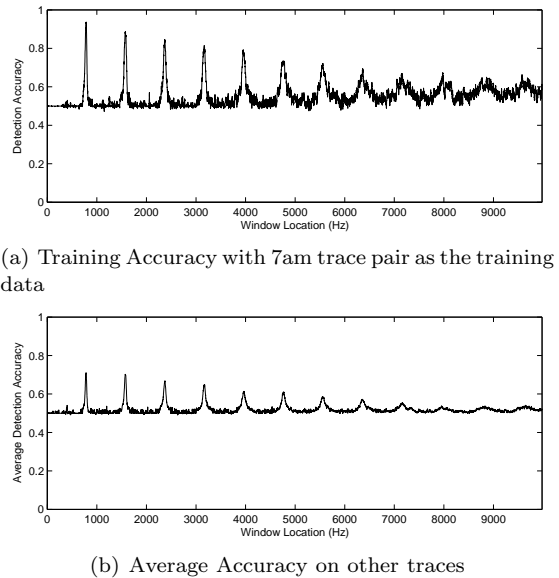 1
0.8
0.6
0.4
0.2
0
Detection Accuracy
0 1000 2000 3000 4000 5000 6000 7000 8000 9000
Window Location (Hz)
(a) Training Accuracy with 7am trace pair as the training
data
1
0.8
0.6
0.4
0.2
0
Average Detection Accuracy
0 1000 2000 3000 4000 5000 6000 7000 8000 9000
Window Location (Hz)
(b) Average Accuracy on other traces